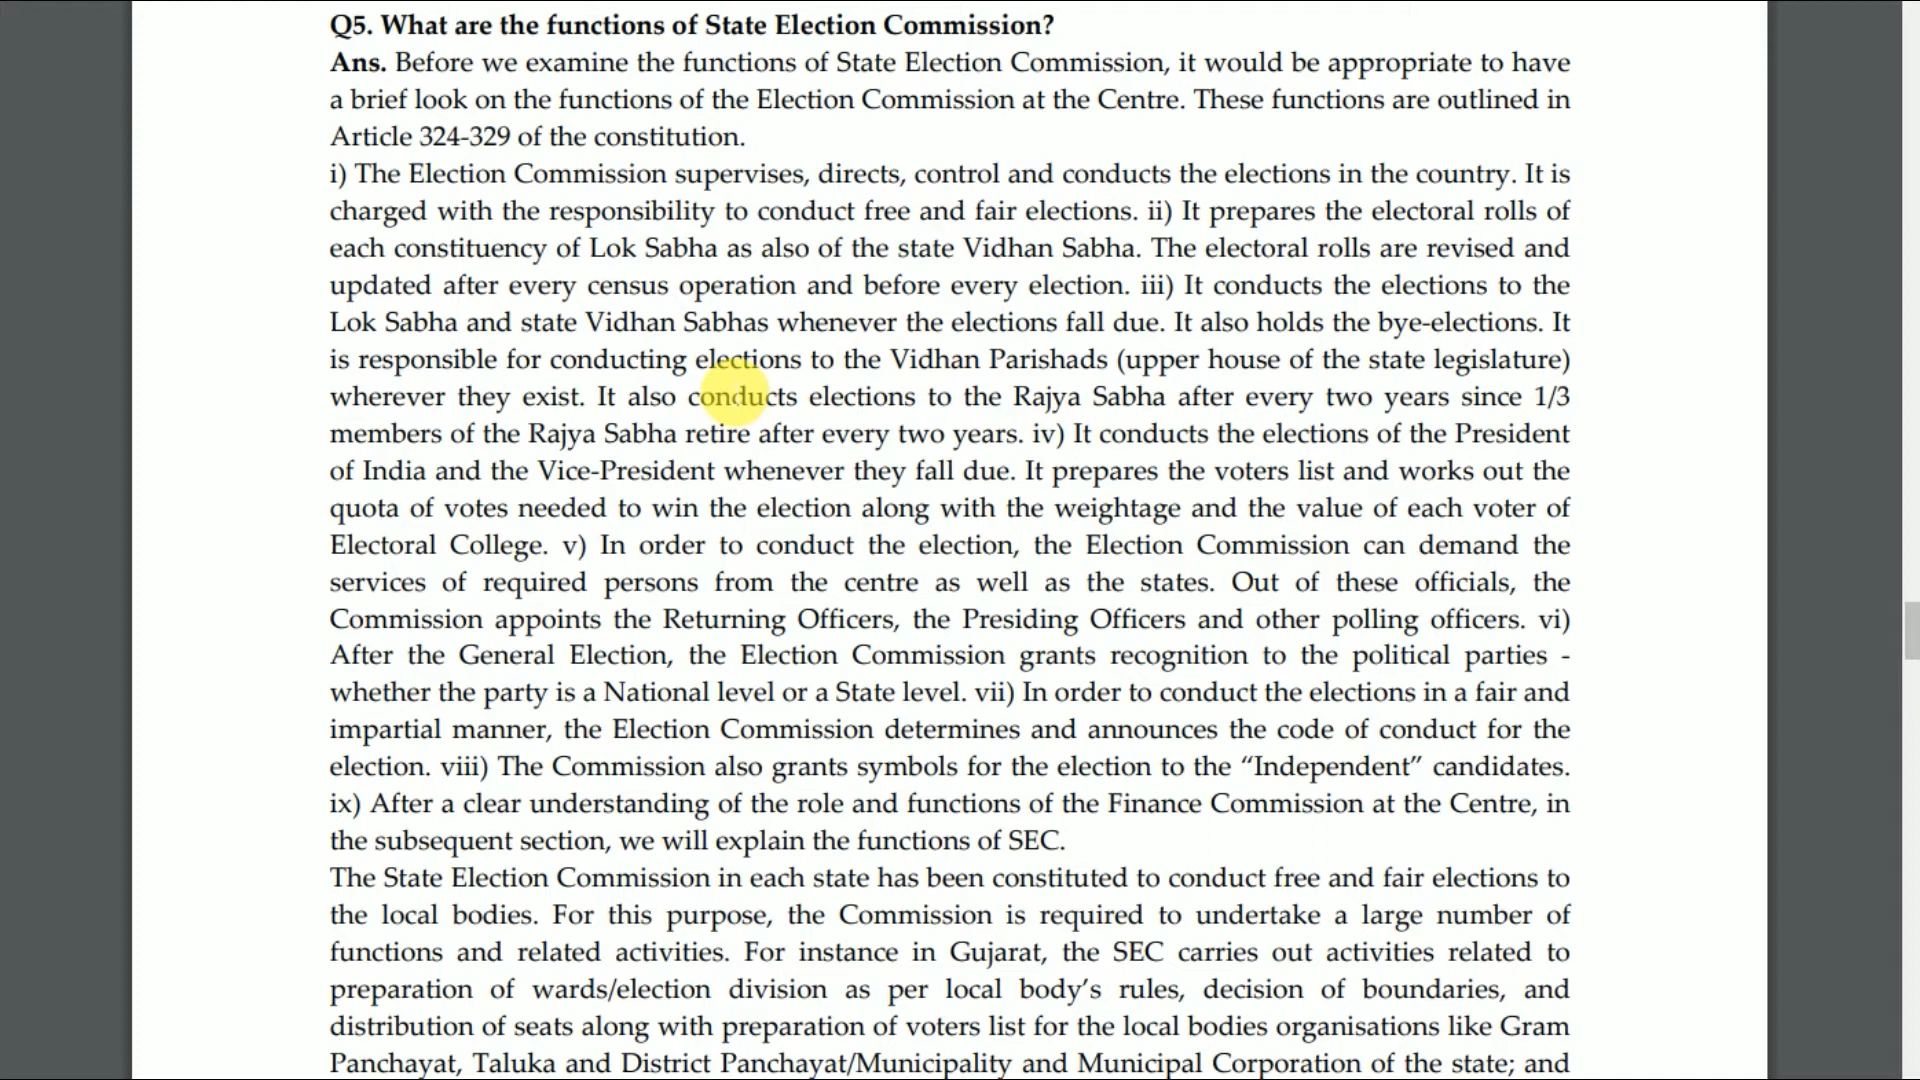 Q5. What are the functions of State Election Commission?
Ans. Before we examine the functions of State Election Commission, it would be appropriate to have
a brief look on the functions of the Election Commission at the Centre. These functions are outlined in
Article 324-329 of the constitution.
i) The Election Commission supervises, directs, control and conducts the elections in the country. It is
charged with the responsibility to conduct free and fair elections. ii) It prepares the electoral rolls of
each constituency of Lok Sabha as also of the state Vidhan Sabha. The electoral rolls are revised and
updated after every census operation and before every election. iii) It conducts the elections to the
Lok Sabha and state Vidhan Sabhas whenever the elections fall due. It also holds the bye-elections. It
is responsible for conducting elections to the Vidhan Parishads (upper house of the state legislature)
wherever they exist. It also conducts elections to the Rajya Sabha after every two years since 1/3
members of the Rajya Sabha retire after every two years. iv) It conducts the elections of the President
of India and the Vice-President whenever they fall due. It prepares the voters list and works out the
quota of votes needed to win the election along with the weightage and the value of each voter of
Electoral College. v) In order to conduct the election, the Election Commission can demand the
services of required persons from the centre as well as the states. Out of these officials, the
Commission appoints the Returning Officers, the Presiding Officers and other polling officers. vi)
After the General Election, the Election Commission grants recognition to the political parties -
whether the party is a National level or a State level. vii) In order to conduct the elections in a fair and
impartial manner, the Election Commission determines and announces the code of conduct for the
election. viii) The Commission also grants symbols for the election to the “Independent” candidates.
ix) After a clear understanding of the role and functions of the Finance Commission at the Centre, in
the subsequent section, we will explain the functions of SEC.
The State Election Commission in each state has been constituted to conduct free and fair elections to
the local bodies. For this purpose, the Commission is required to undertake a large number of
functions and related activities. For instance in Gujarat, the SEC carries out activities related to
preparation of wards/election division as per local body’s rules, decision of boundaries, and
distribution of seats along with preparation of voters list for the local bodies organisations like Gram
Panchayat, Taluka and District Panchayat/Municipality and Municipal Corporation of the state; and